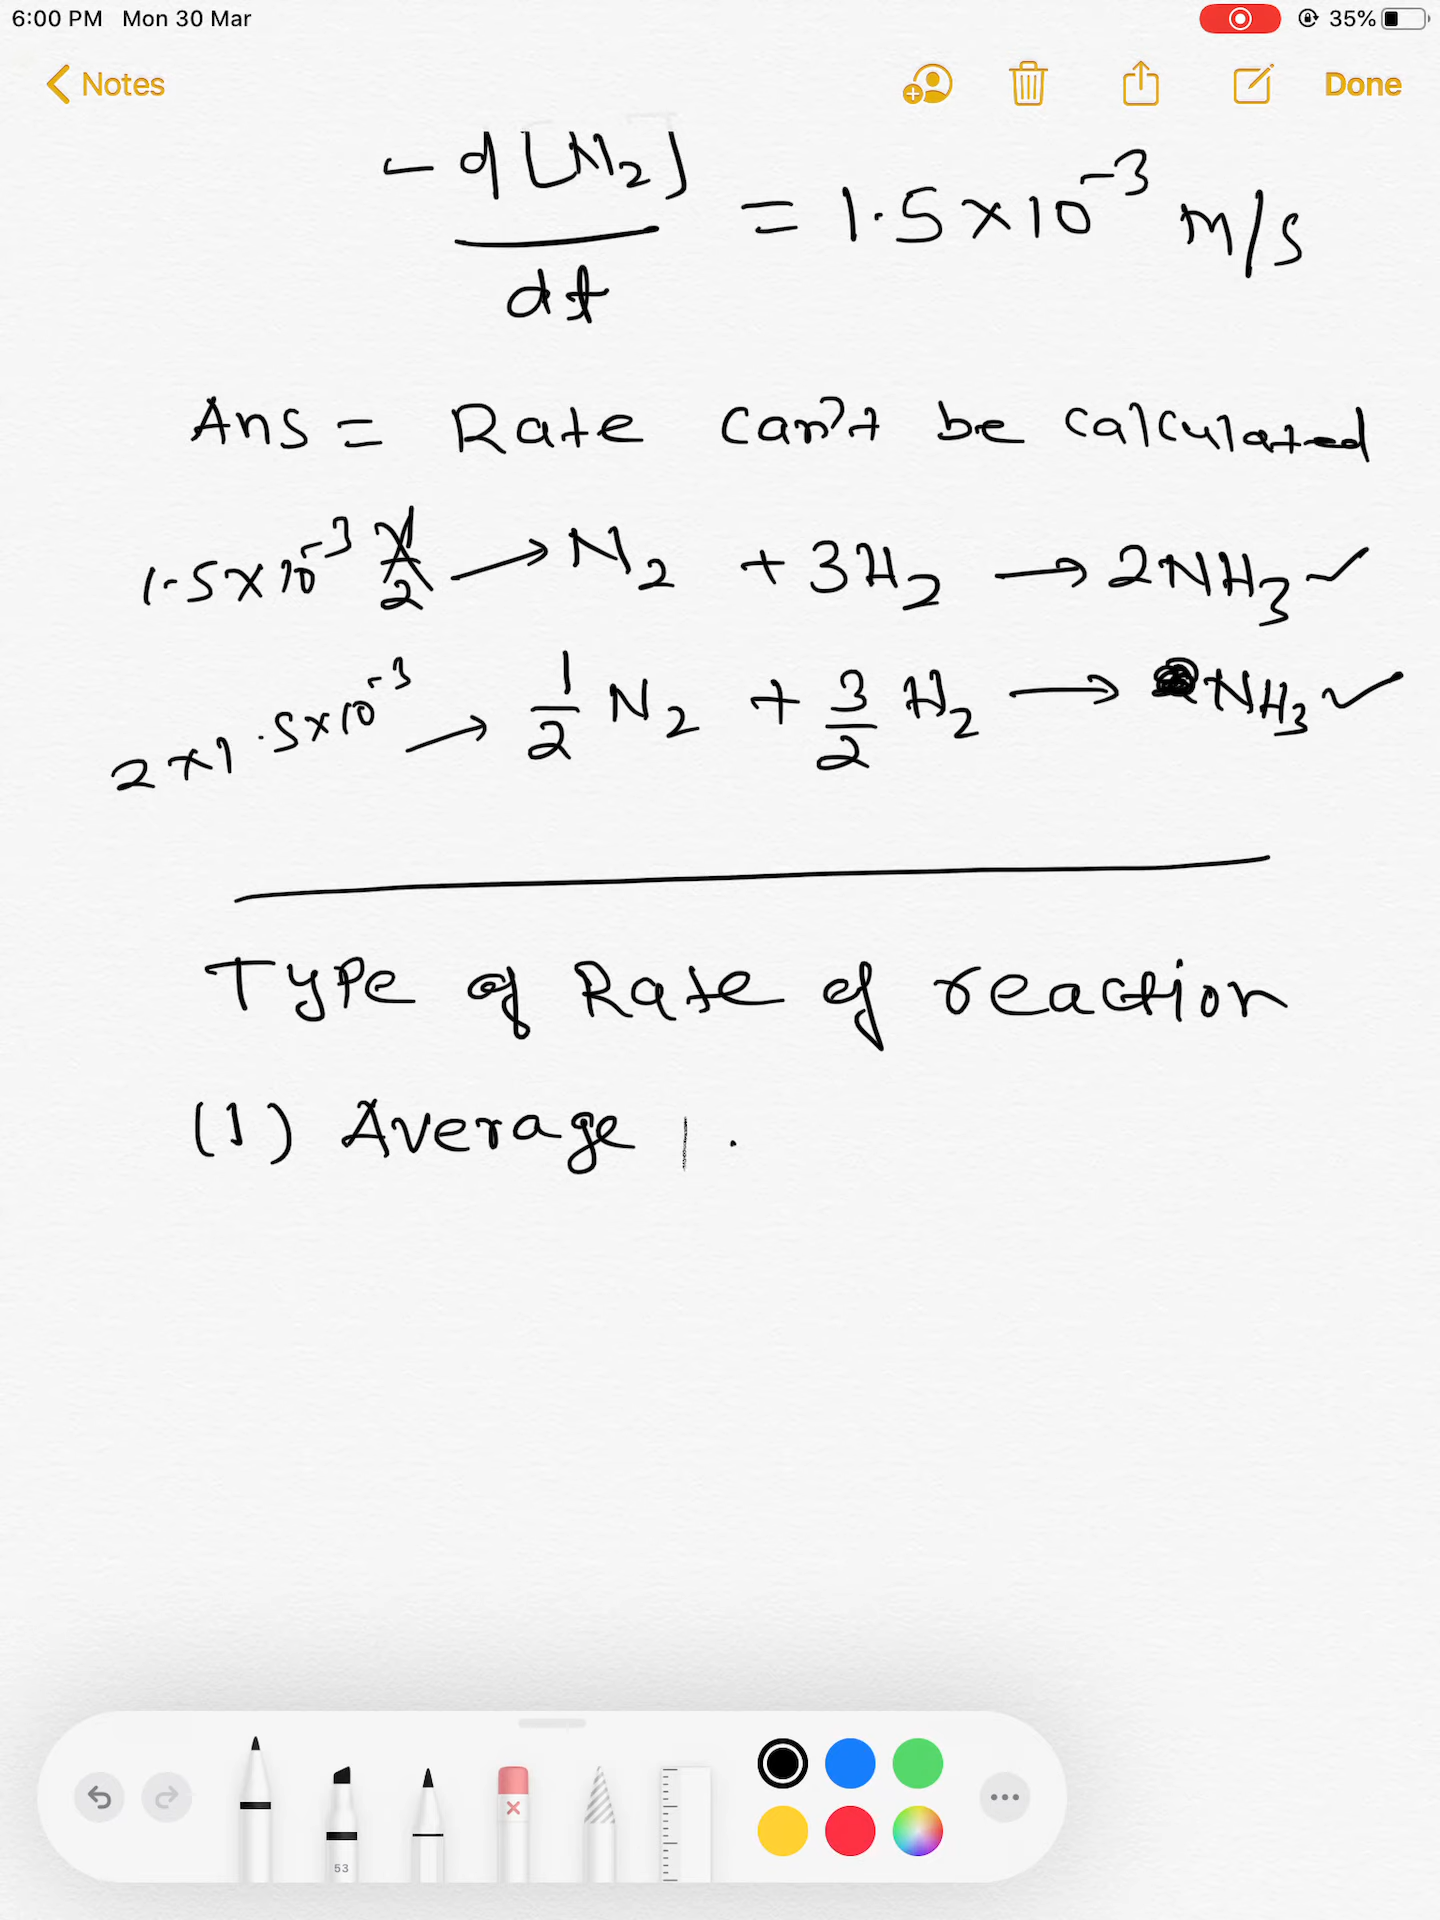 6:00 PM Mon 30 Mar 35%
Notes Done
- d[N₂]/dt = 1.5×10⁻³ m/s
Ans = Rate can't be calculated
1.5×10⁻³ → N₂ + 3H₂ → 2NH₃ ✓
2×1.5×10⁻³ → 1/2 N₂ + 3/2 H₂ → NH₃ ✓
Type of Rate of reaction
(1) Average
53